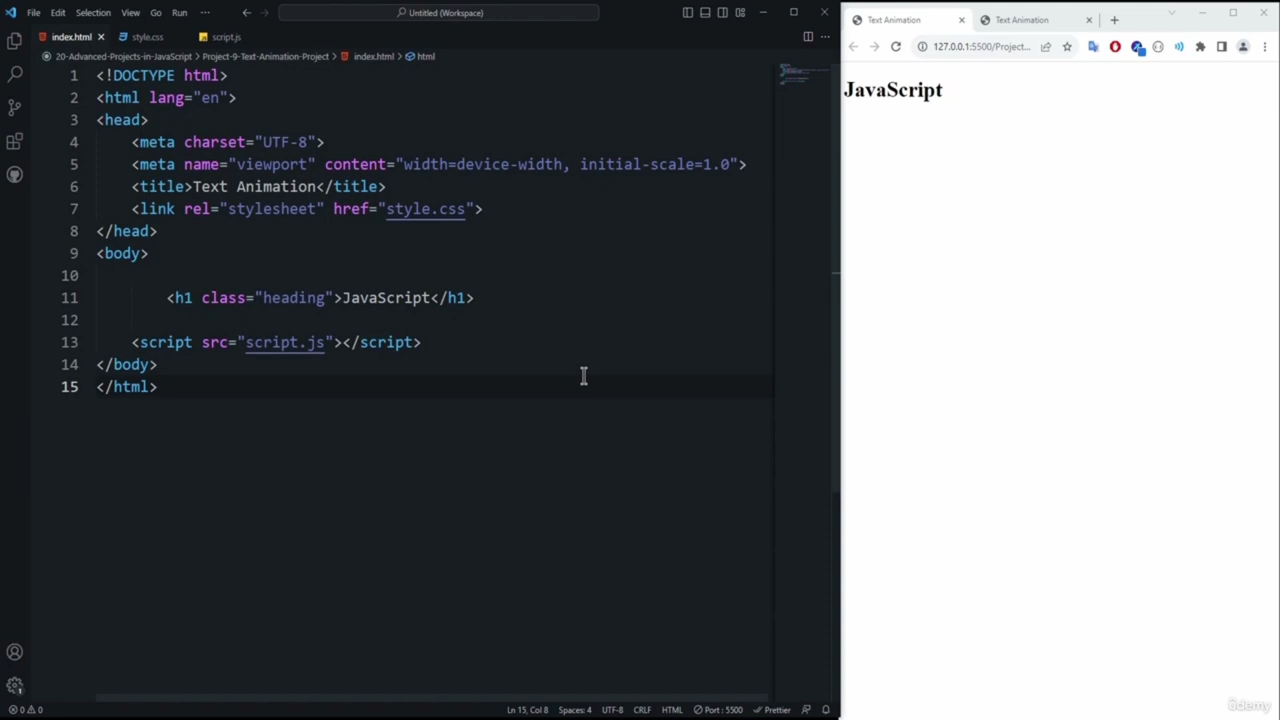 File Edit Selection View Go Run ··· Untitled (Workspace)
index.html style.css script.js
20-Advanced-Projects-in-JavaScript > Project-9-Text-Animation-Project > index.html > html
1 <!DOCTYPE html>
2 <html lang="en">
3 <head>
4 <meta charset="UTF-8">
5 <meta name="viewport" content="width=device-width, initial-scale=1.0">
6 <title>Text Animation</title>
7 <link rel="stylesheet" href="style.css">
8 </head>
9 <body>
10
11 <h1 class="heading">JavaScript</h1>
12
13 <script src="script.js"></script>
14 </body>
15 </html>
0 0 Ln 15, Col 8 Spaces: 4 UTF-8 CRLF HTML Port : 5500 Prettier
Text Animation Text Animation
127.0.0.1:5500/Project...
JavaScript
ûdemy